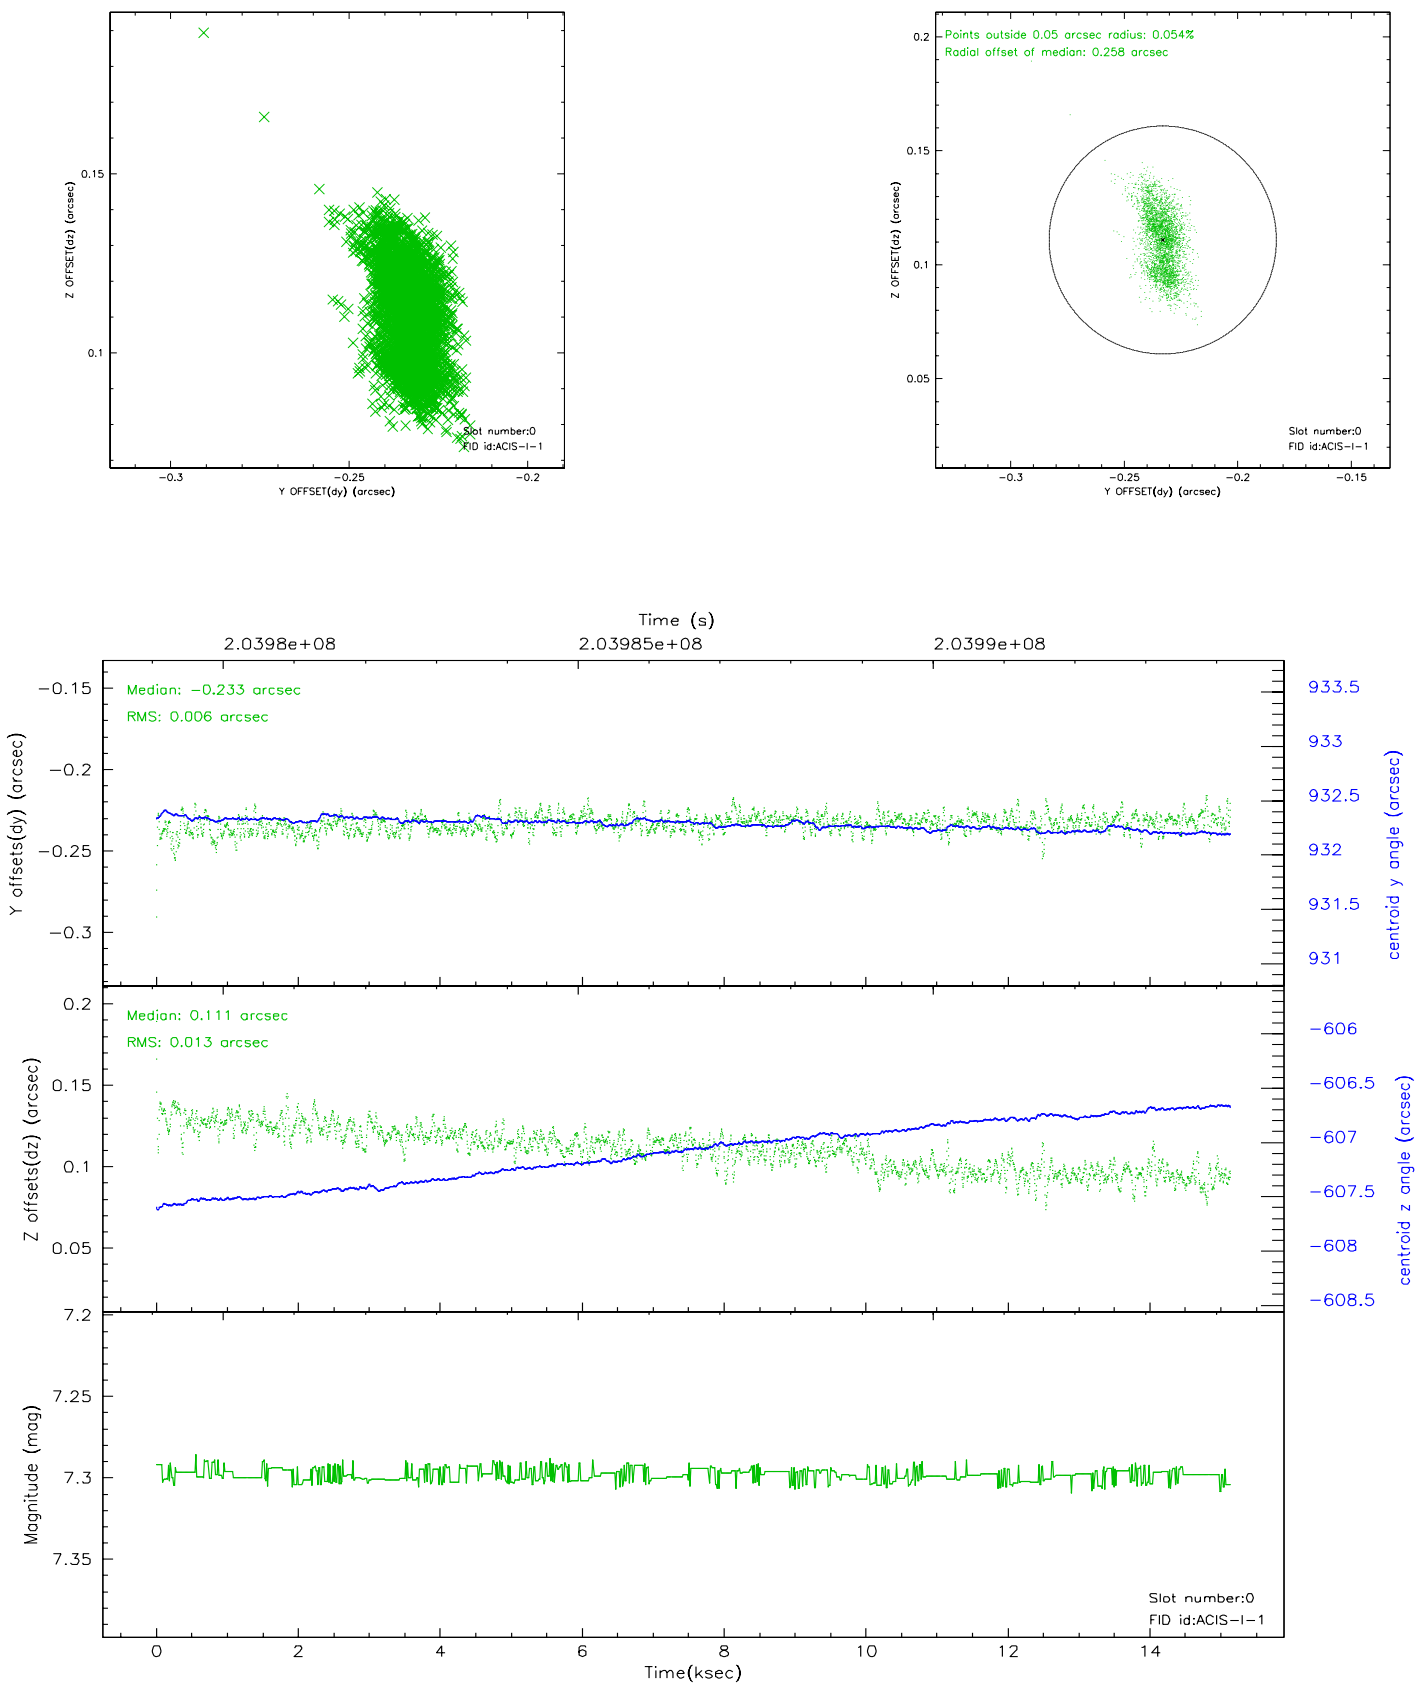 0.15
0.1
Z OFFSET(dz) (arcsec)
Slot number:0
FID id:ACIS-I-1
-0.3
-0.25
-0.2
Y OFFSET(dy) (arcsec)
Points outside 0.05 arcsec radius: 0.054%
Radial offset of median: 0.258 arcsec
0.2
0.15
0.1
0.05
Z OFFSET(dz) (arcsec)
Slot number:0
FID id:ACIS-I-1
-0.3
-0.25
-0.2
-0.15
Y OFFSET(dy) (arcsec)
Time (s)
2.0398e+08
2.03985e+08
2.0399e+08
Median: -0.233 arcsec
RMS: 0.006 arcsec
-0.15
-0.2
-0.25
-0.3
Y offsets(dy) (arcsec)
933.5
933
932.5
932
931.5
931
centroid y angle (arcsec)
Median: 0.111 arcsec
RMS: 0.013 arcsec
0.2
0.15
0.1
0.05
Z offsets(dz) (arcsec)
-606
-606.5
-607
-607.5
-608
-608.5
centroid z angle (arcsec)
7.2
7.25
7.3
7.35
Magnitude (mag)
Slot number:0
FID id:ACIS-I-1
0
2
4
6
8
10
12
14
Time(ksec)